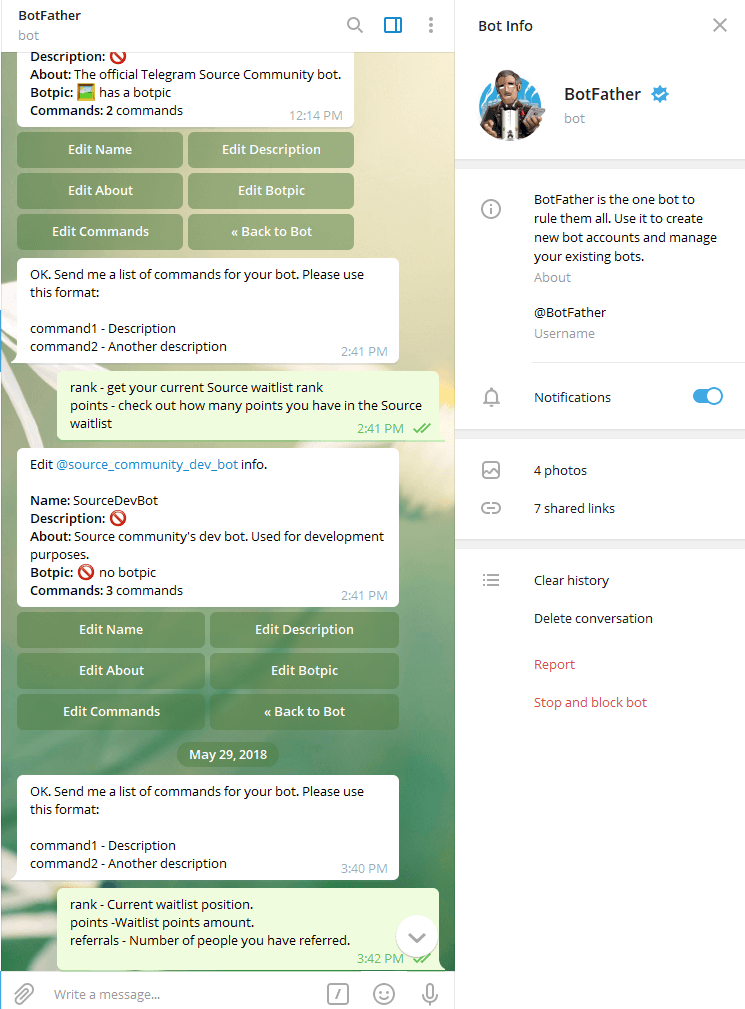 BotFather
bot
Description: 🚫
About: The official Telegram Source Community bot.
Botpic: 🖼 has a botpic
Commands: 2 commands
12:14 PM
Edit Name
Edit Description
Edit About
Edit Botpic
Edit Commands
« Back to Bot
OK. Send me a list of commands for your bot. Please use
this format:
command1 - Description
command2 - Another description
2:41 PM
rank - get your current Source waitlist rank
points - check out how many points you have in the Source
waitlist
2:41 PM
Edit @source_community_dev_bot info.
Name: SourceDevBot
Description: 🚫
About: Source community's dev bot. Used for development
purposes.
Botpic: 🚫 no botpic
Commands: 3 commands
2:41 PM
Edit Name
Edit Description
Edit About
Edit Botpic
Edit Commands
« Back to Bot
May 29, 2018
OK. Send me a list of commands for your bot. Please use
this format:
command1 - Description
command2 - Another description
3:40 PM
rank - Current waitlist position.
points -Waitlist points amount.
referrals - Number of people you have referred.
3:42 PM
Write a message...
Bot Info
BotFather
bot
BotFather is the one bot to
rule them all. Use it to create
new bot accounts and manage
your existing bots.
About
@BotFather
Username
Notifications
4 photos
7 shared links
Clear history
Delete conversation
Report
Stop and block bot